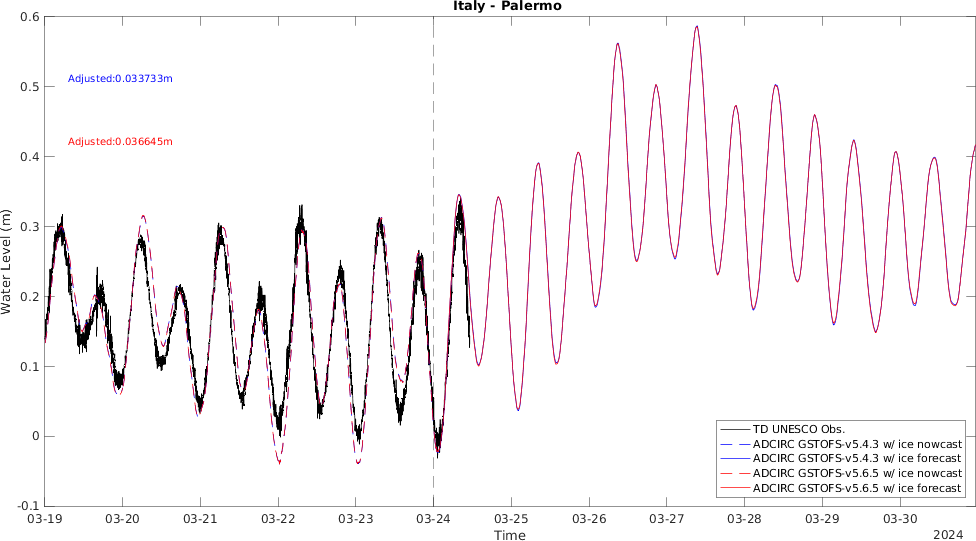 Italy - Palermo
0.6
0.5
0.4
0.3
0.2
0.1
0
-0.1
Water Level (m)
Adjusted:0.033733m
Adjusted:0.036645m
TD UNESCO Obs.
ADCIRC GSTOFS-v5.4.3 w/ ice nowcast
ADCIRC GSTOFS-v5.4.3 w/ ice forecast
ADCIRC GSTOFS-v5.6.5 w/ ice nowcast
ADCIRC GSTOFS-v5.6.5 w/ ice forecast
03-19 03-20 03-21 03-22 03-23 03-24 03-25 03-26 03-27 03-28 03-29 03-30
Time
2024